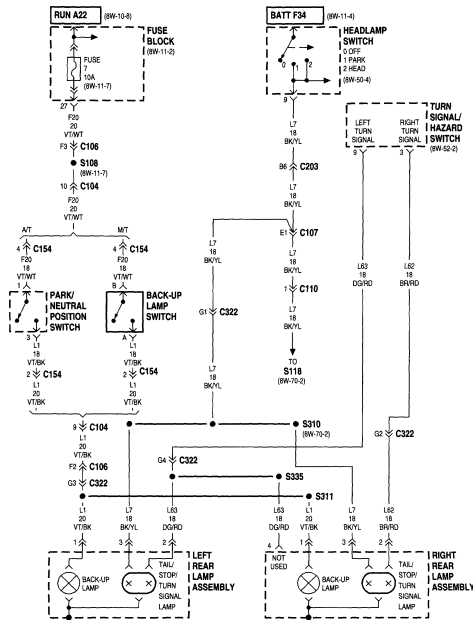 RUN A22 (8W-10-8)
BATT F34 (8W-11-4)
FUSE
BLOCK
(8W-11-2)
FUSE
7
10A
(8W-11-7)
HEADLAMP
SWITCH
0 OFF
1 PARK
2 HEAD
(8W-50-4)
0 1 2
27
F20
20
VT/WT
9
L7
18
BK/YL
LEFT
TURN
SIGNAL
RIGHT
TURN
SIGNAL
TURN
SIGNAL/
HAZARD
SWITCH
(8W-52-2)
9 3
F3 C106
S108
(8W-11-7)
10 C104
F20
20
VT/WT
B6 C203
L7
18
BK/YL
A/T M/T
4 C154 4 C154
F20
18
VT/WT
F20
18
VT/WT
1 B
E1 C107
L7
18
BK/YL
L7
18
BK/YL
L63
18
DG/RD
L62
18
BR/RD
PARK/
NEUTRAL
POSITION
SWITCH
BACK-UP
LAMP
SWITCH
1 C110
G1 C322
L7
18
BK/YL
3 A
L1
18
VT/BK
L1
18
VT/BK
TO
S118
(8W-70-2)
2 C154 2 C154
L1
20
VT/BK
L1
20
VT/BK
L7
18
BK/YL
9 C104
L1
20
VT/BK
S310
(8W-70-2)
G2 C322
F2 C106
G4 C322
G3 C322
S335
S311
L1
20
VT/BK
L7
18
BK/YL
L63
18
DG/RD
L63
18
DG/RD
L1
20
VT/BK
L7
18
BK/YL
L62
18
BR/RD
1 3 2 4 1 3 2
LEFT
REAR
LAMP
ASSEMBLY
BACK-UP
LAMP
TAIL/
STOP/
TURN
SIGNAL
LAMP
NOT
USED
BACK-UP
LAMP
TAIL/
STOP/
TURN
SIGNAL
LAMP
RIGHT
REAR
LAMP
ASSEMBLY